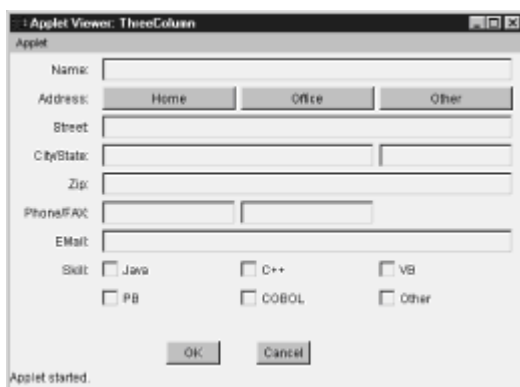 Applet Viewer: ThreeColumn
Applet
Name:
Address: Home Office Other
Street:
City/State:
Zip:
Phone/FAX:
EMail:
Skill: Java C++ VB
PB COBOL Other
OK Cancel
Applet started.